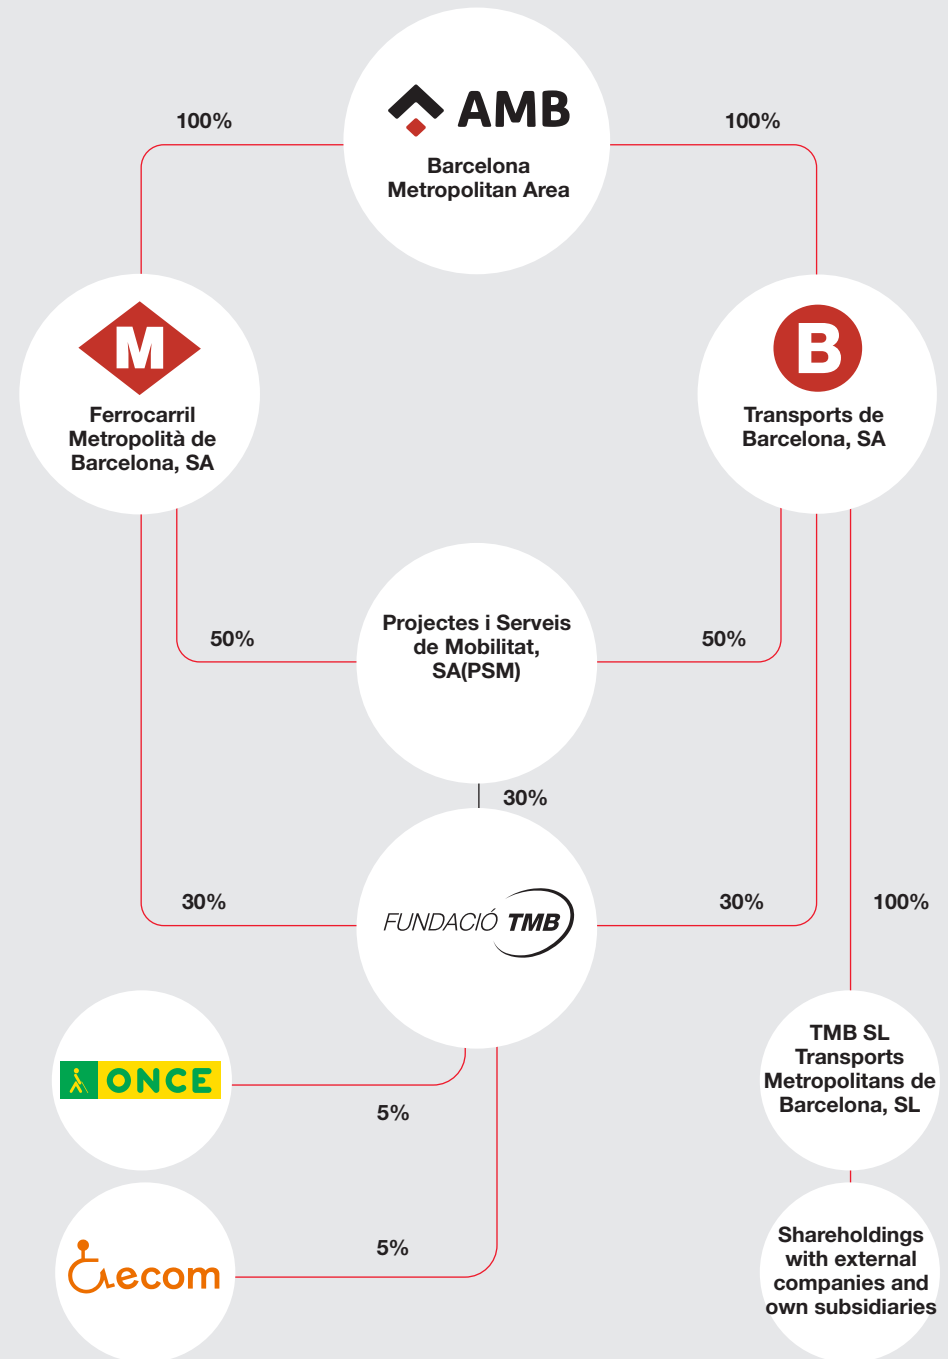 AMB
Barcelona
Metropolitan Area
100%
100%
M
Ferrocarril
Metropolità de
Barcelona, SA
B
Transports de
Barcelona, SA
Projectes i Serveis
de Mobilitat,
SA(PSM)
50%
50%
30%
30%
FUNDACIÓ TMB
30%
100%
ONCE
5%
TMB SL
Transports
Metropolitans de
Barcelona, SL
ecom
5%
Shareholdings
with external
companies and
own subsidiaries